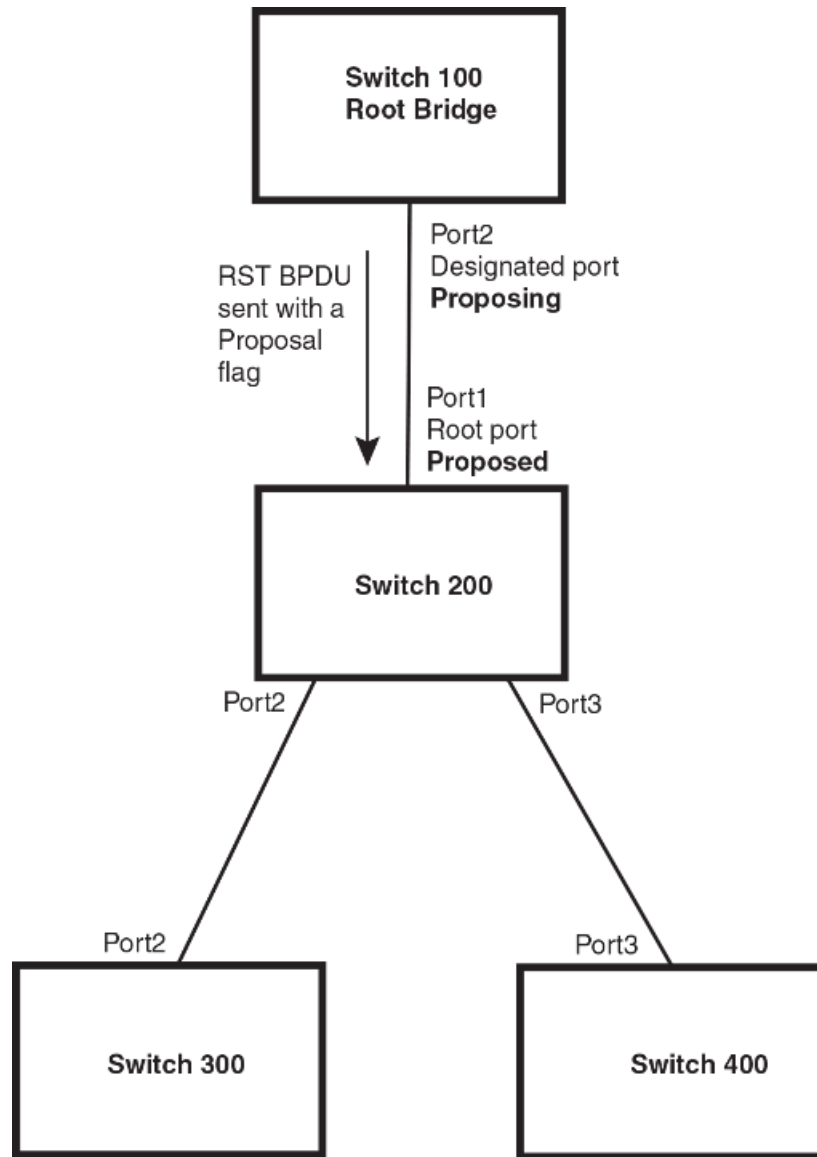 Switch 100
Root Bridge
RST BPDU
sent with a
Proposal
flag
Port2
Designated port
Proposing
Port1
Root port
Proposed
Switch 200
Port2
Port3
Port2
Port3
Switch 300
Switch 400